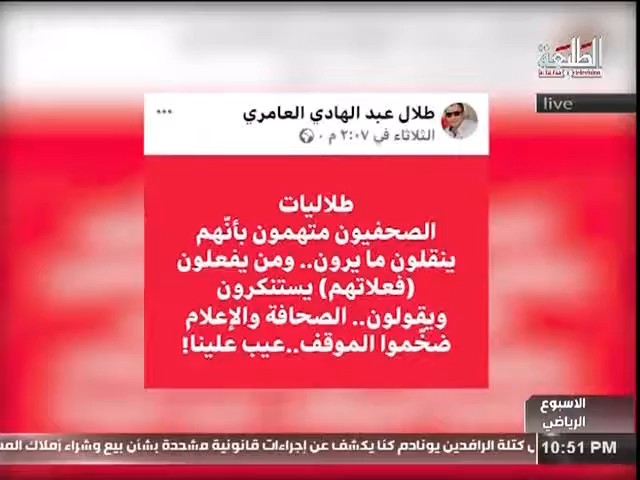 الطليعة
live
طلال عبد الهادي العامري
الثلاثاء في ٢:٠٧ م ·
طلاليات
الصحفيون متهمون بأنّهم
ينقلون ما يرون.. ومن يفعلون
(فعلاتهم) يستنكرون
ويقولون.. الصحافة والإعلام
ضخّموا الموقف..عيب علينا!
الاسبوع
الرياضي
كتلة الرافدين يونادم كنا يكشف عن إجراءات قانونية مشددة بشأن بيع وشراء أملاك
10:51 PM